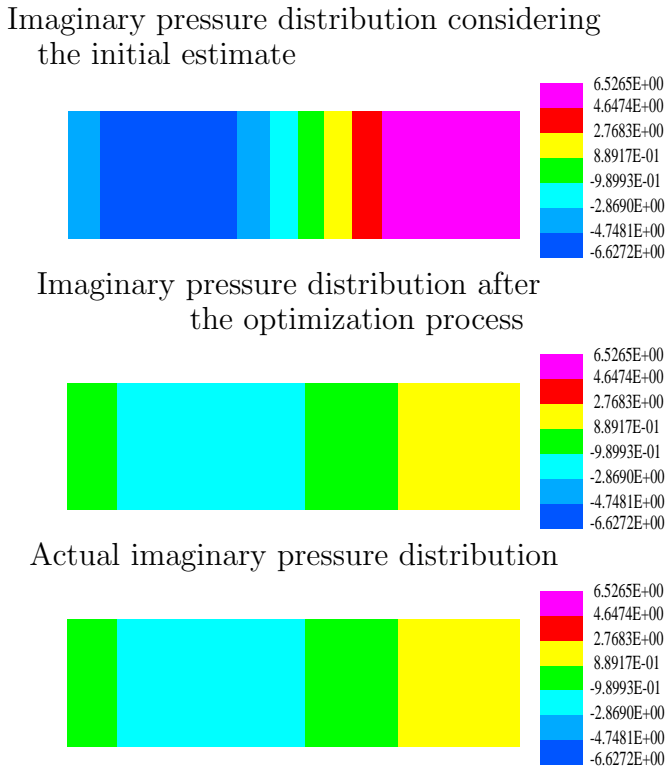 Imaginary pressure distribution considering
the initial estimate
6.5265E+00
4.6474E+00
2.7683E+00
8.8917E-01
-9.8993E-01
-2.8690E+00
-4.7481E+00
-6.6272E+00
Imaginary pressure distribution after
the optimization process
6.5265E+00
4.6474E+00
2.7683E+00
8.8917E-01
-9.8993E-01
-2.8690E+00
-4.7481E+00
-6.6272E+00
Actual imaginary pressure distribution
6.5265E+00
4.6474E+00
2.7683E+00
8.8917E-01
-9.8993E-01
-2.8690E+00
-4.7481E+00
-6.6272E+00